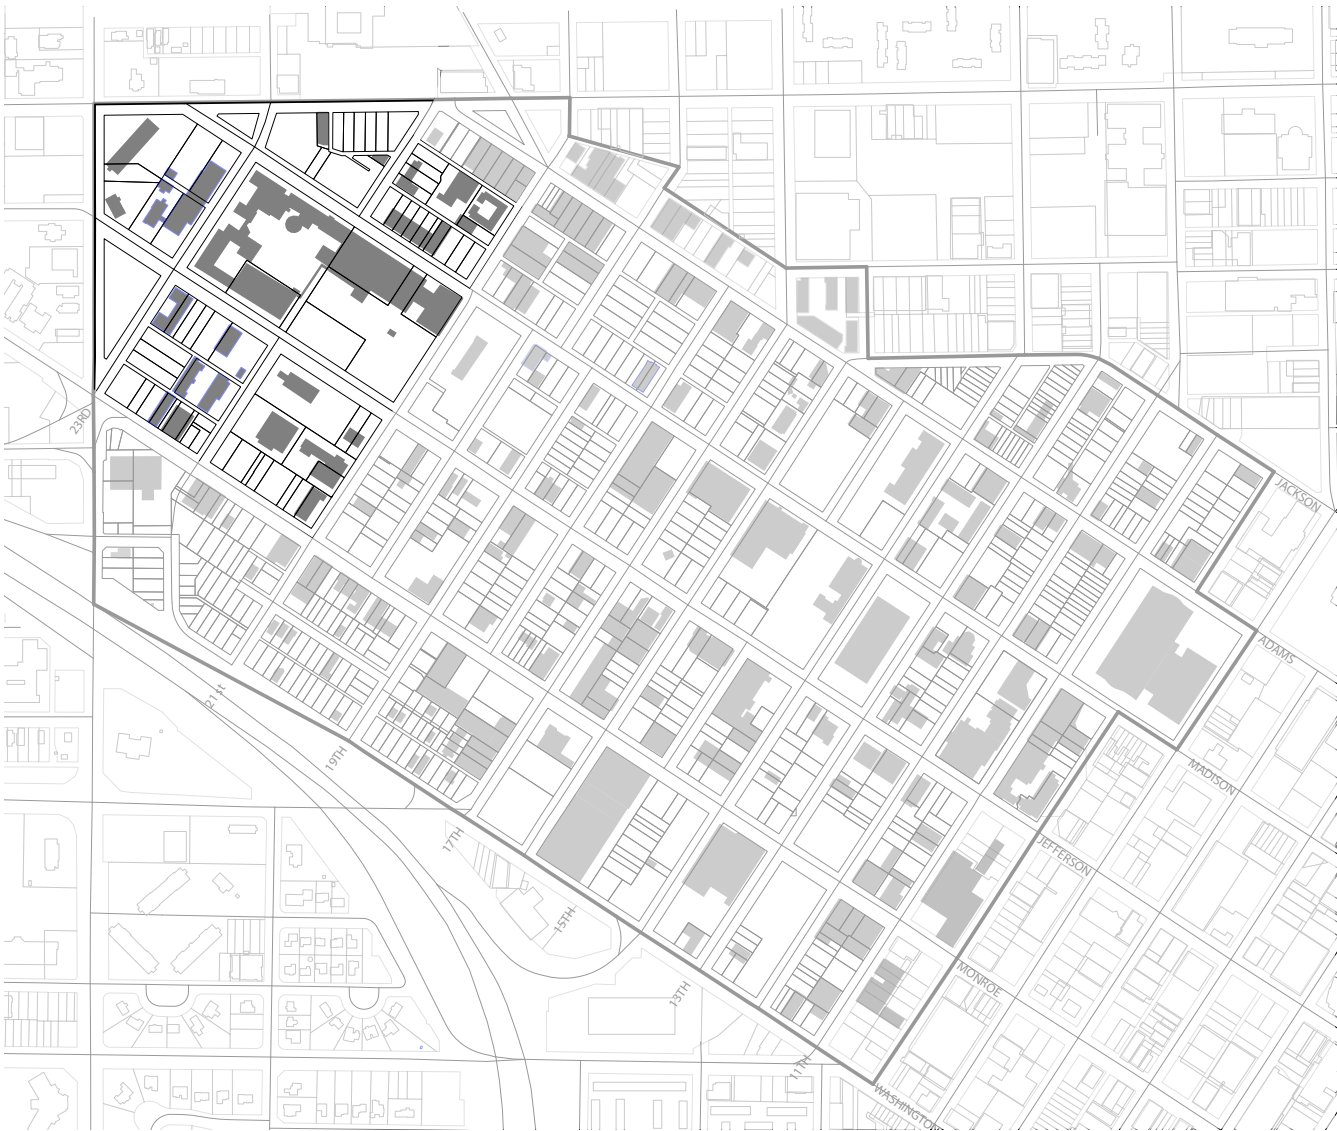 23RD
JACKSON
ADAMS
21 st
19TH
MADISON
17TH
JEFFERSON
15TH
MONROE
13TH
11TH
WASHINGTON